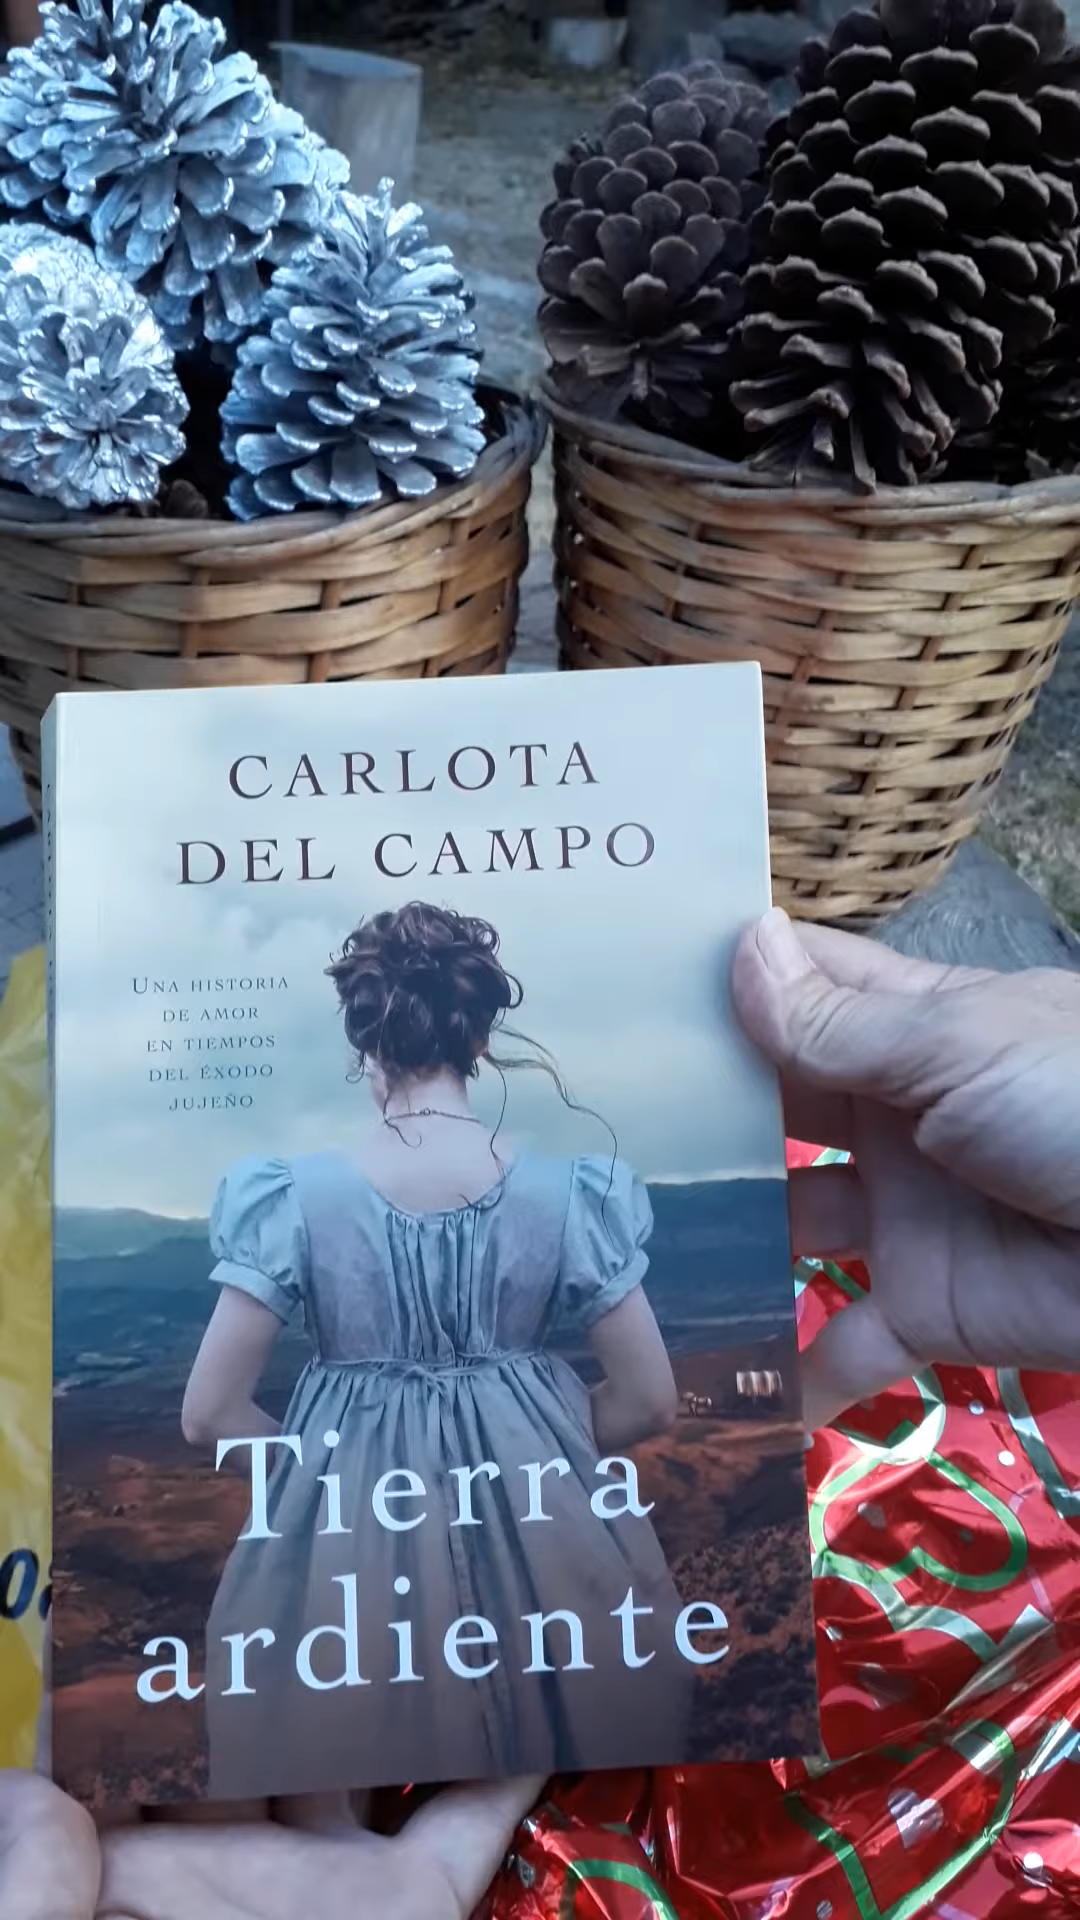 CARLOTA
DEL CAMPO
UNA HISTORIA
DE AMOR
EN TIEMPOS
DEL ÉXODO
JUJEÑO
Tierra
ardiente